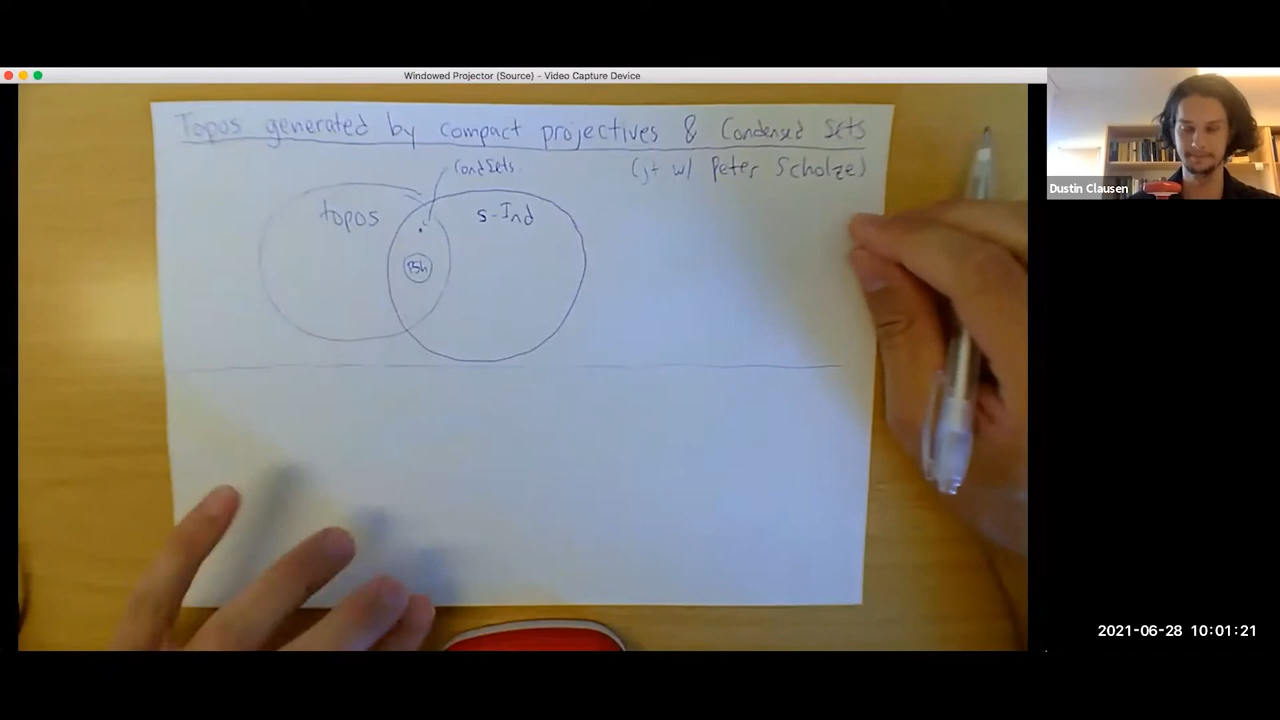 Windowed Projector (Source) - Video Capture Device
Topos generated by compact projectives & Condensed Sets
(jt w/ Peter Scholze)
CondSets
topos
s-Ind
PSh
Dustin Clausen
2021-06-28 10:01:21